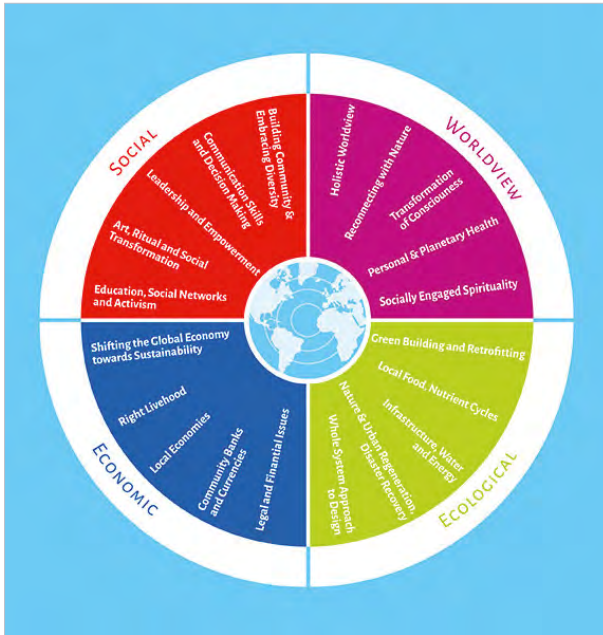 SOCIAL
Building Community &
Embracing Diversity
Communication Skills
and Decision Making
Leadership and Empowerment
Art, Ritual and Social
Transformation
Education, Social Networks
and Activism
WORLDVIEW
Holistic Worldview
Reconnecting with Nature
Transformation
of Consciousness
Personal & Planetary Health
Socially Engaged Spirituality
ECONOMIC
Shifting the Global Economy
towards Sustainability
Right Livehood
Local Economies
Community Banks
and Currencies
Legal and Finantial Issues
ECOLOGICAL
Green Building and Retrofitting
Local Food, Nutrient Cycles
Infrastructure, Water
and Energy
Nature & Urban Regeneration,
Disaster Recovery
Whole System Approach
to Design